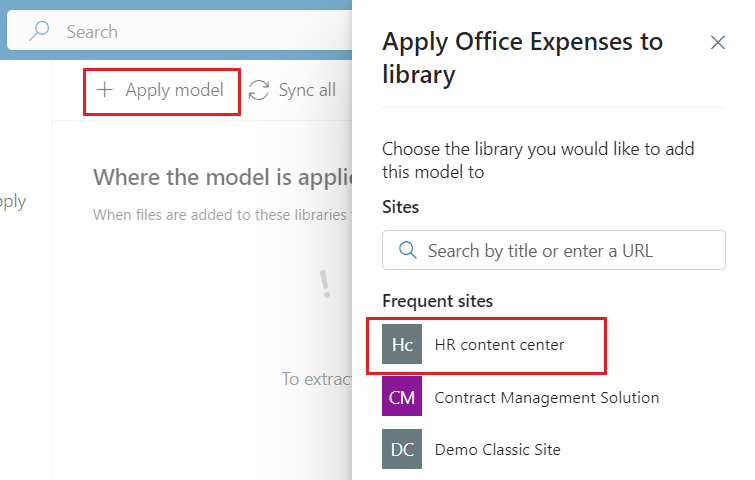 Search
Apply Office Expenses to
library
Apply model
Sync all
Choose the library you would like to add
this model to
Where the model is applie
When files are added to these libraries
Sites
Search by title or enter a URL
Frequent sites
Hc HR content center
To extrac
CM Contract Management Solution
DC Demo Classic Site